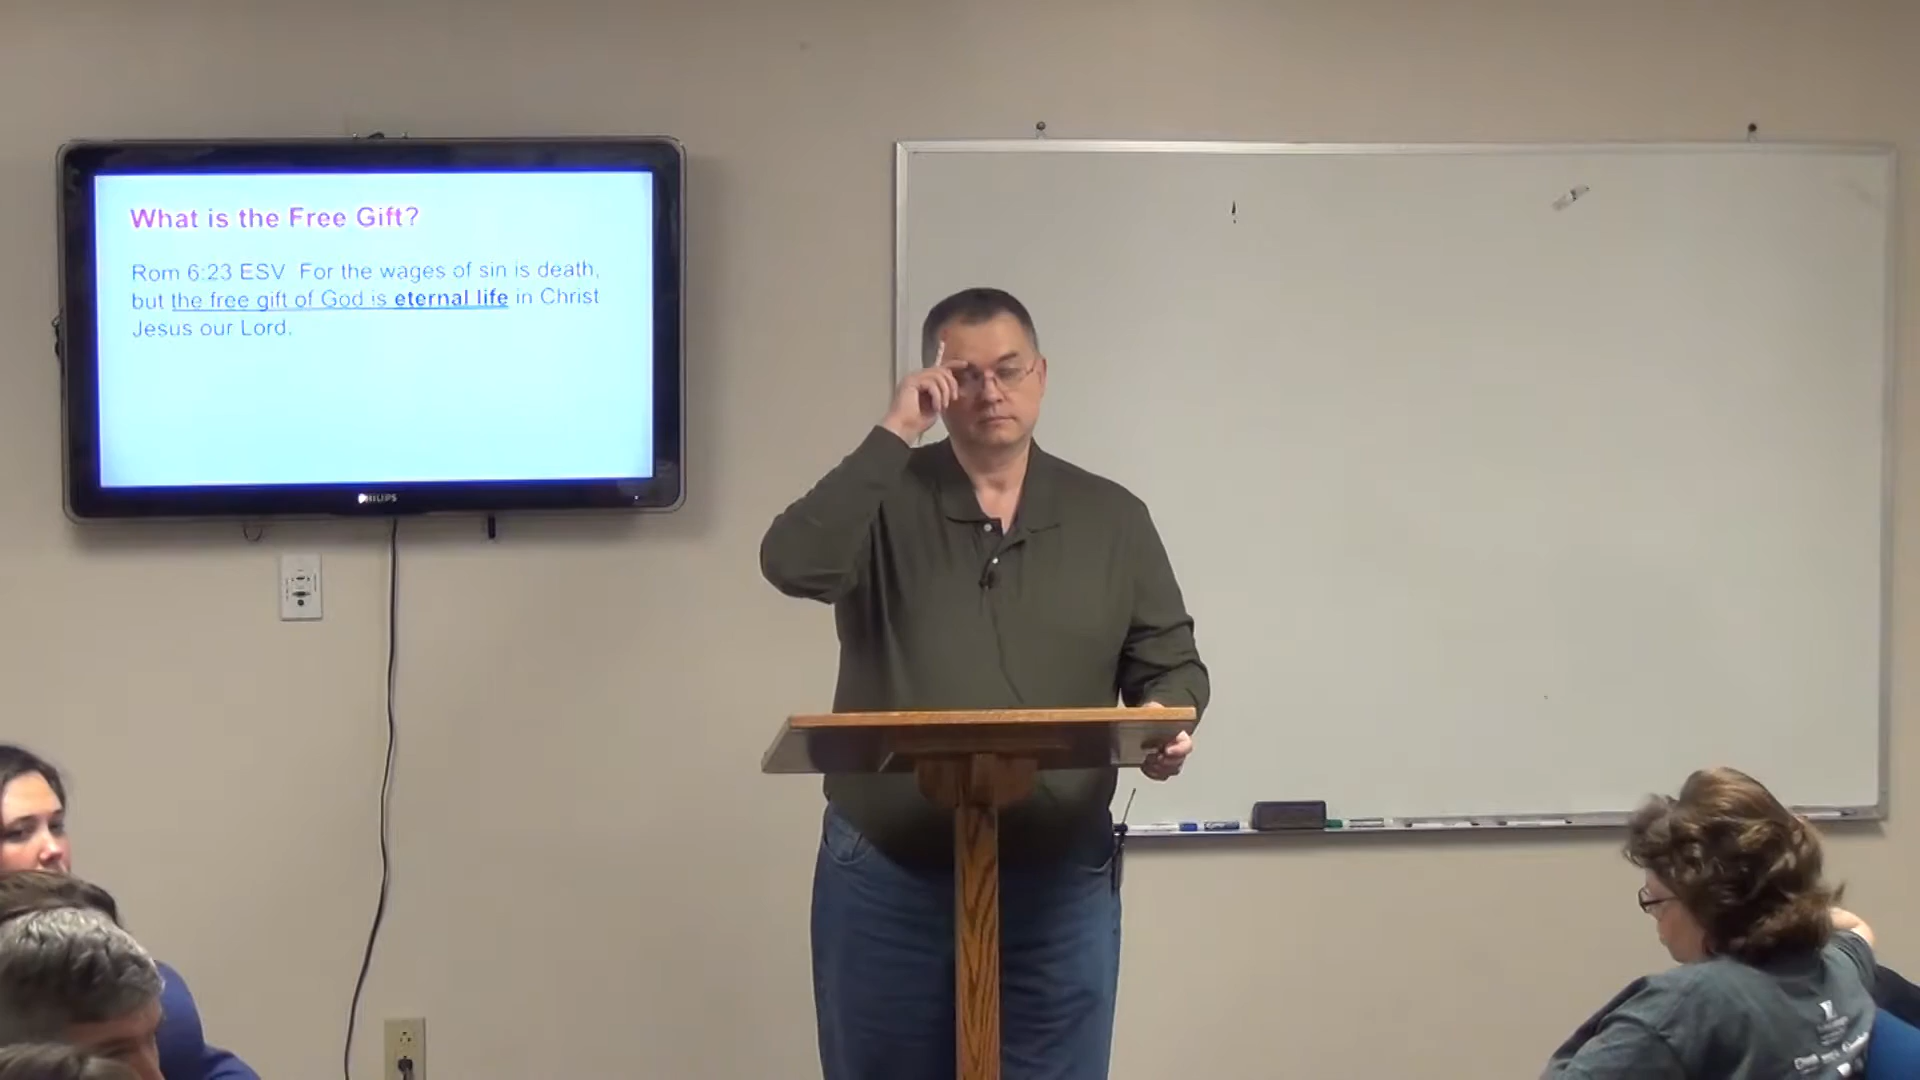 What is the Free Gift?
Rom 6:23 ESV For the wages of sin is death,
but the free gift of God is eternal life in Christ
Jesus our Lord.
PHILIPS